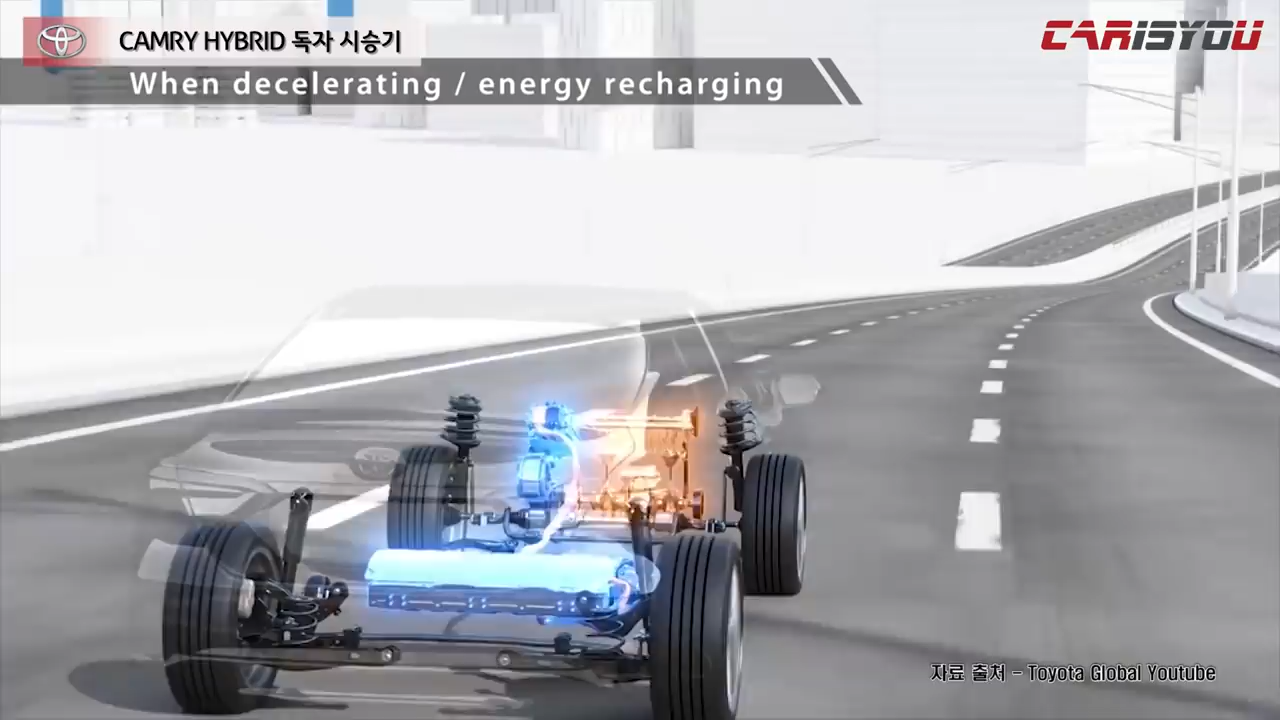 CAMRY HYBRID 독자 시승기
CARISYOU
When decelerating / energy recharging
자료 출처 - Toyota Global Youtube